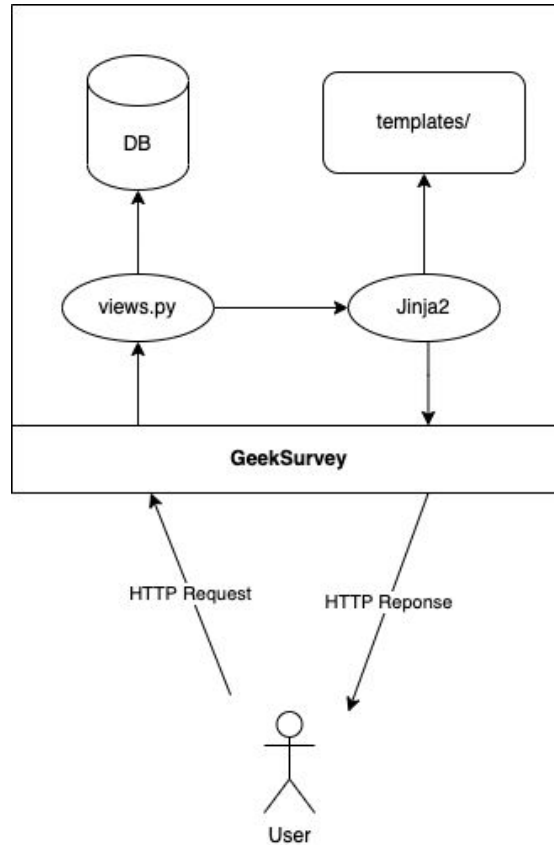 DB
templates/
views.py
Jinja2
GeekSurvey
HTTP Request
HTTP Reponse
User